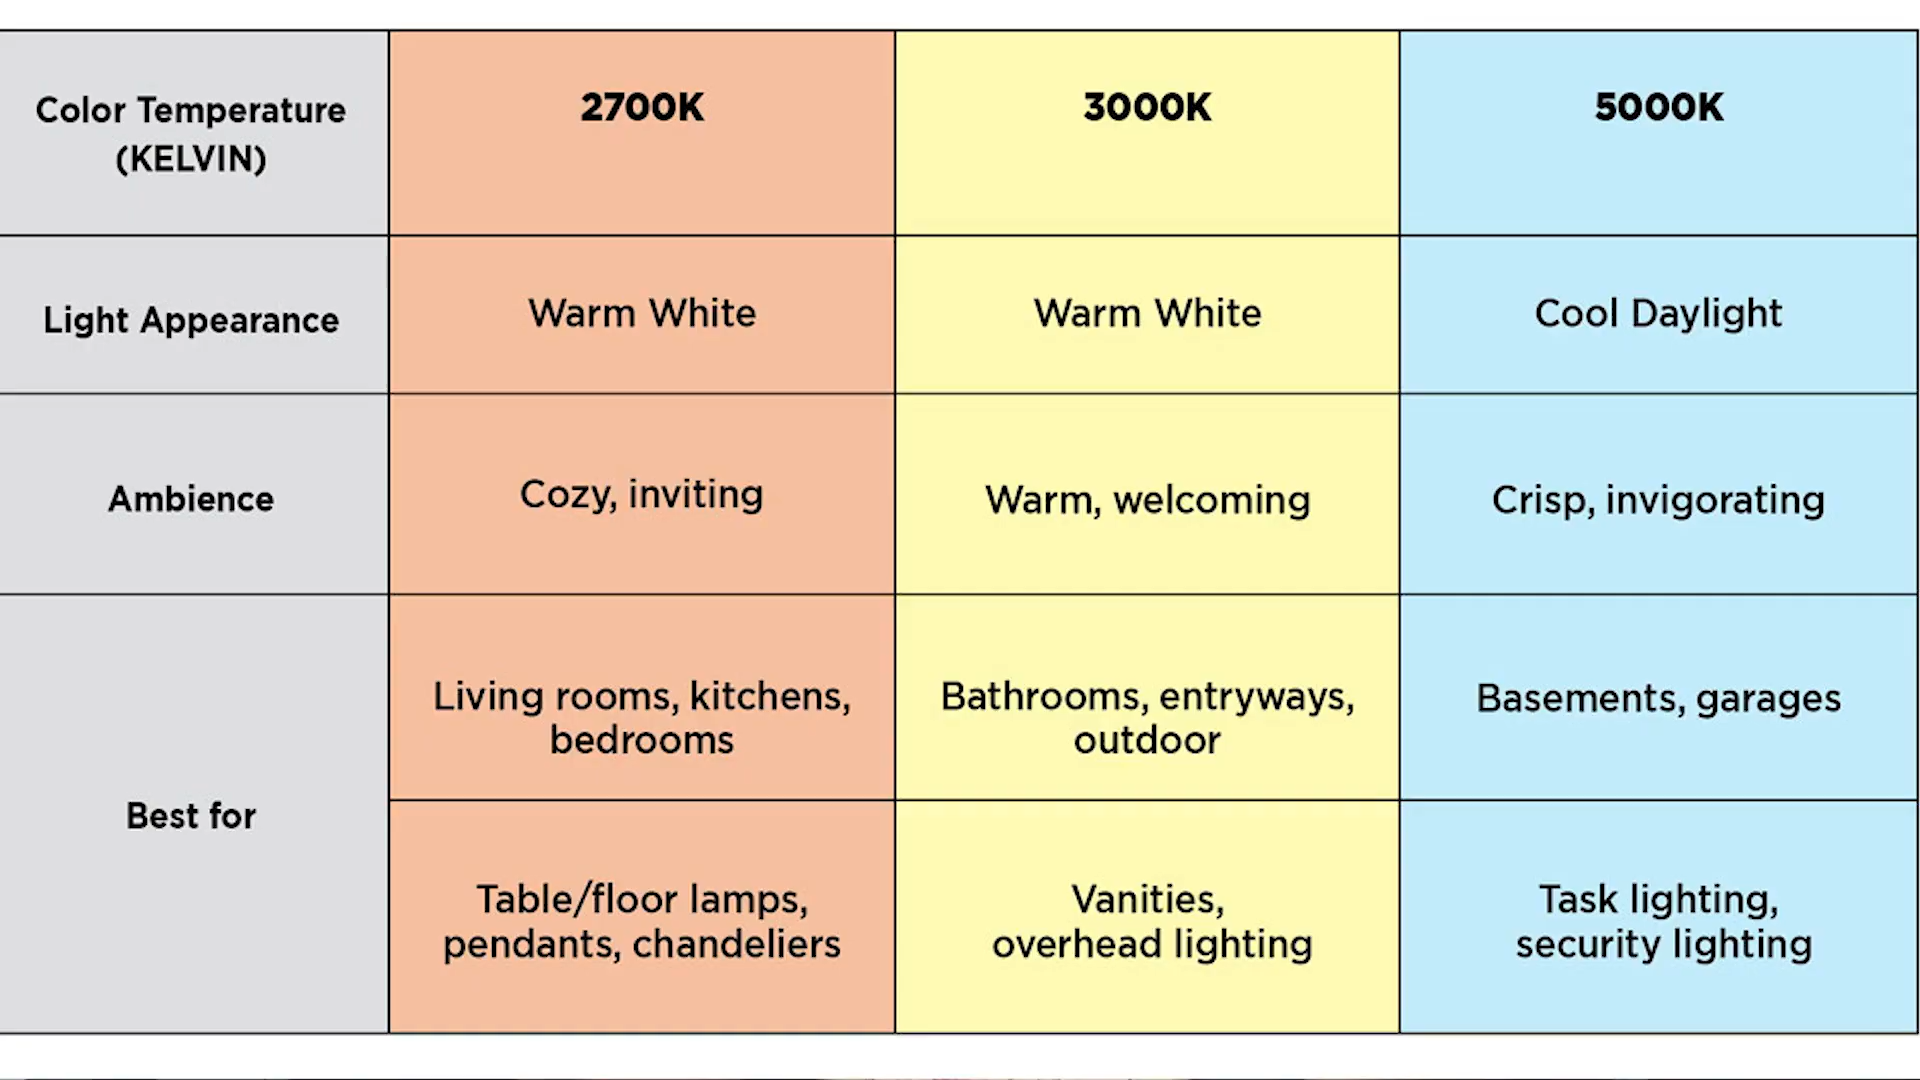 Color Temperature
(KELVIN)
2700K
3000K
5000K
Light Appearance
Warm White
Warm White
Cool Daylight
Ambience
Cozy, inviting
Warm, welcoming
Crisp, invigorating
Best for
Living rooms, kitchens,
bedrooms
Bathrooms, entryways,
outdoor
Basements, garages
Table/floor lamps,
pendants, chandeliers
Vanities,
overhead lighting
Task lighting,
security lighting